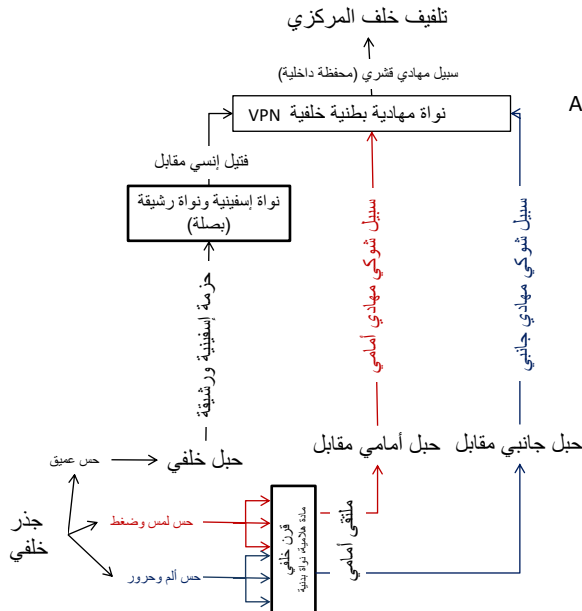 تلفيف خلف المركزي
سبيل مهادي قشري (محفظة داخلية)
A
نواة مهادية بطنية خلفية VPN
فتيل إنسي مقابل
نواة إسفينية ونواة رشيقة
(بصلة)
حزمة إسفينية ورشيقة
سبيل شوكي مهادي أمامي
سبيل شوكي مهادي جانبي
حس عميق
حبل خلفي
حبل أمامي مقابل
حبل جانبي مقابل
جذر
خلفي
حس لمس وضغط
حس ألم وحرور
قرن خلفي
مادة هلامية، نواة بدنية
ملتقى أمامي